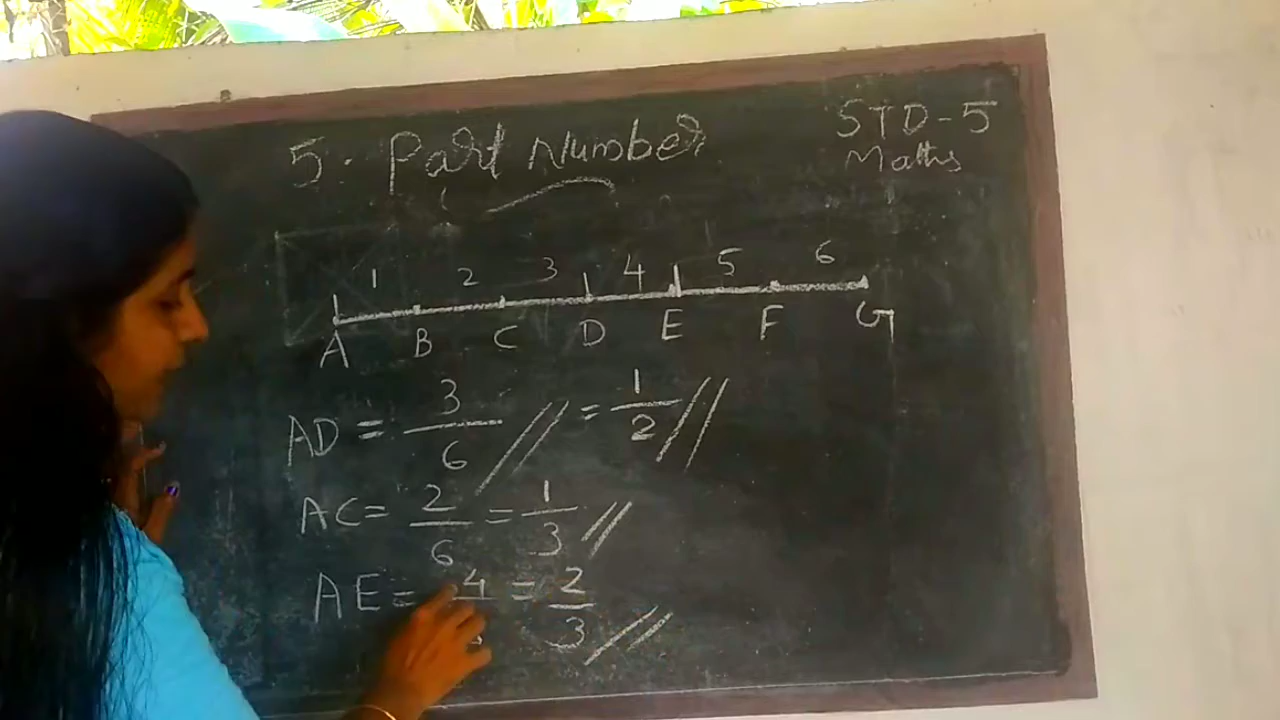 5. Part Number
STD-5
Maths
1 2 3 4 5 6
A B C D E F G
AD = 3/6 // = 1/2 //
AC = 2/6 = 1/3 //
AE = 4/ = 2/3 //